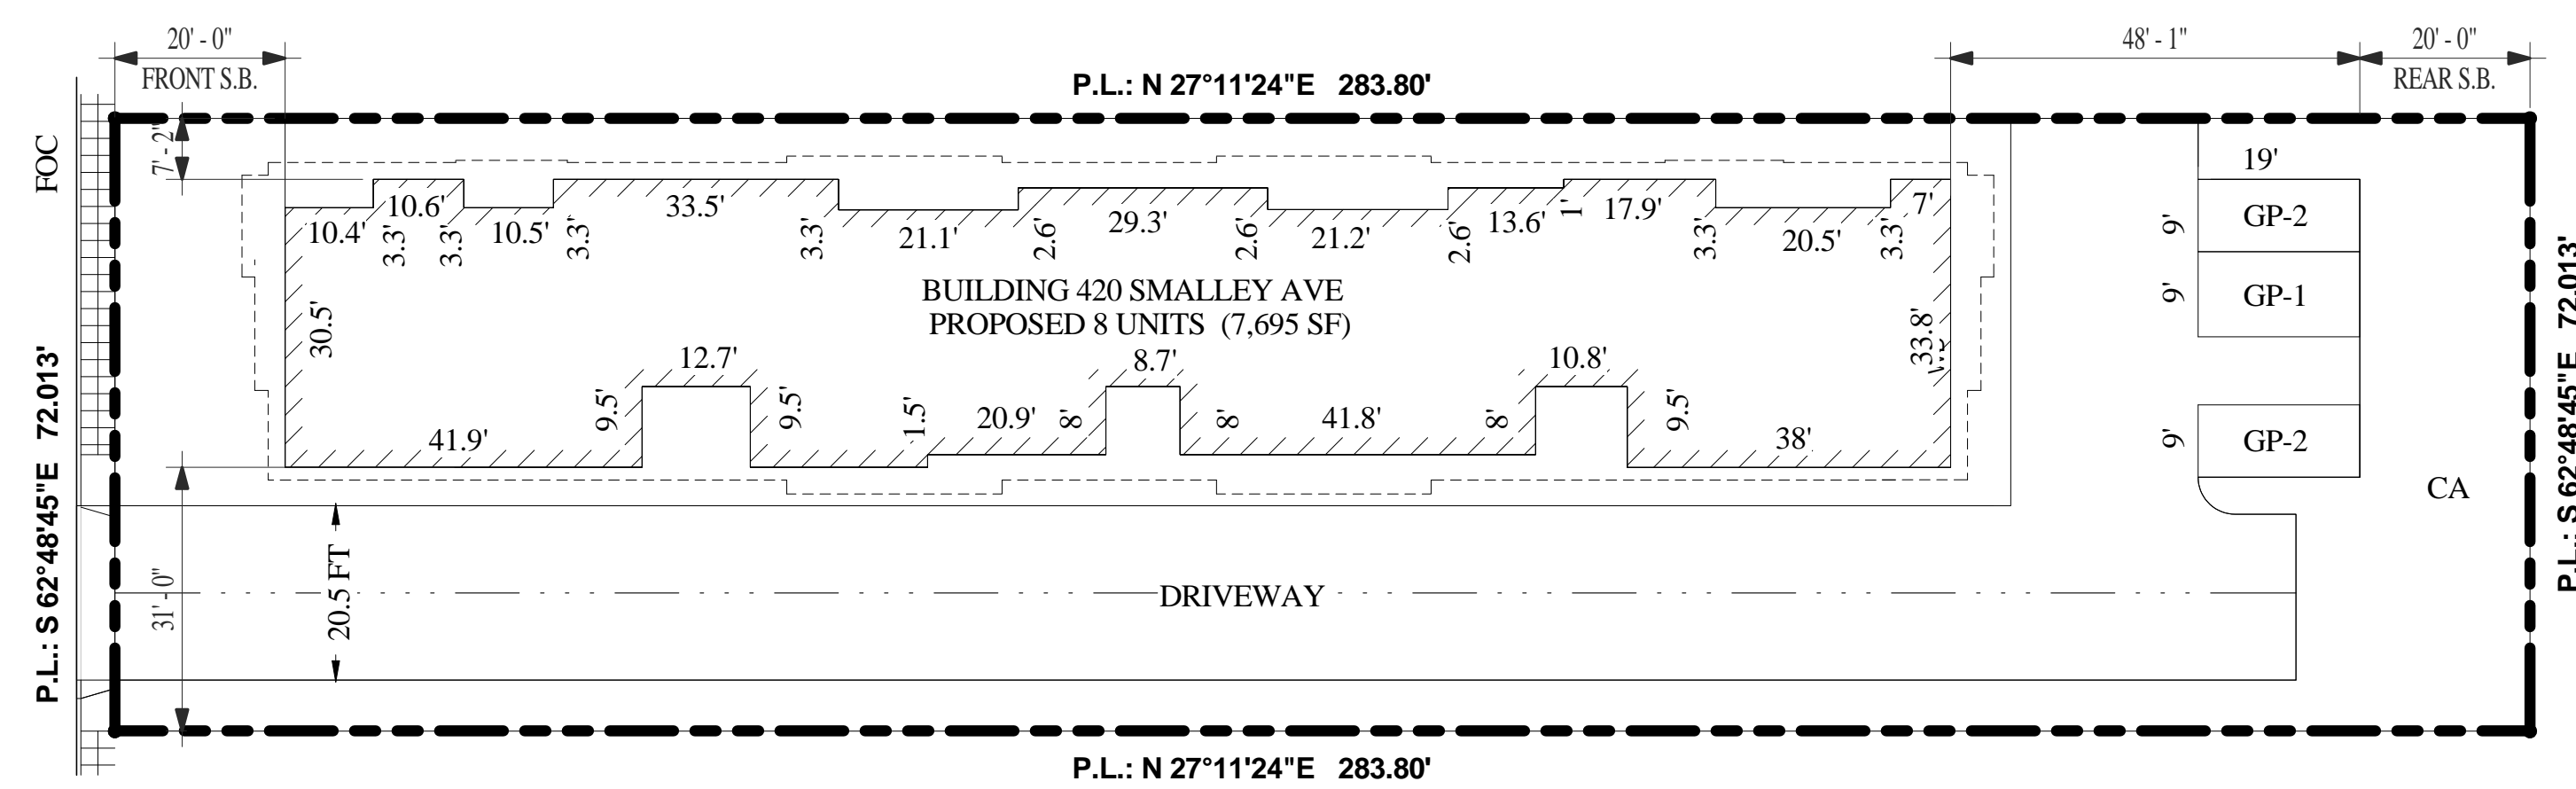 20' - 0"
FRONT S.B.
48' - 1"
20' - 0"
REAR S.B.
P.L.: N 27°11'24"E 283.80'
FOC
7' - 2"
19'
10.4'
10.6'
3.3'
3.3'
10.5'
3.3'
33.5'
3.3'
21.1'
2.6'
29.3'
2.6'
21.2'
2.6'
13.6'
1'
17.9'
3.3'
20.5'
3.3'
7'
9'
GP-2
9'
GP-1
9'
GP-2
BUILDING 420 SMALLEY AVE
PROPOSED 8 UNITS (7,695 SF)
30.5'
33.8'
12.7'
8.7'
10.8'
41.9'
9.5'
9.5'
1.5'
20.9'
8'
8'
41.8'
8'
9.5'
38'
CA
P.L.: S 62°48'45"E 72.013'
P.L.: S 62°48'45"E 72.013'
31' - 0"
20.5 FT
DRIVEWAY
P.L.: N 27°11'24"E 283.80'